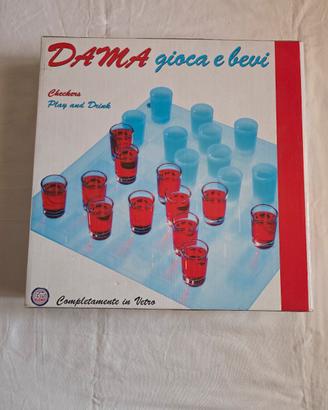 DAMA gioca e bevi
Checkers
Play and Drink
Completamente in Vetro